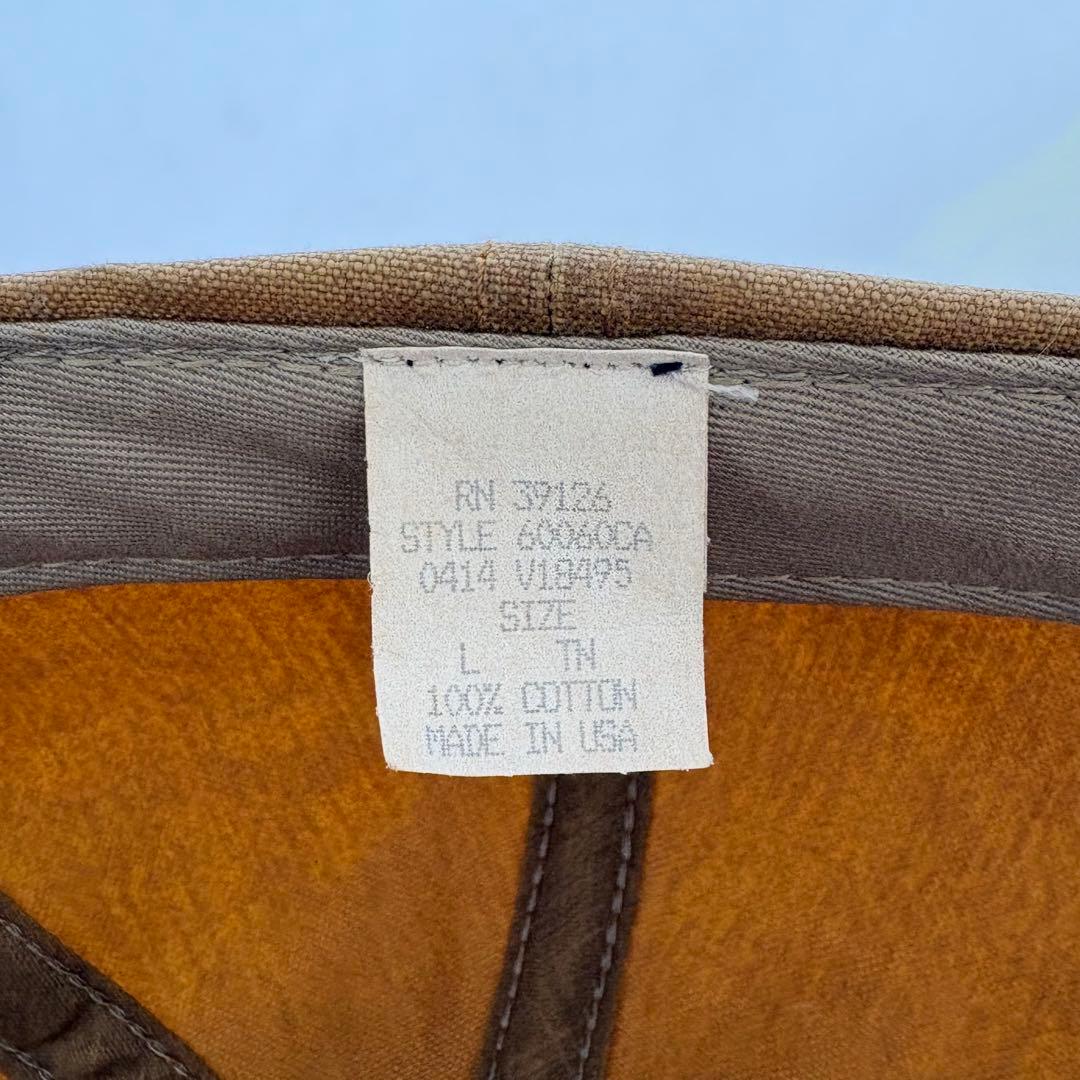 RN 39126
STYLE 60060CA
0414 V18495
SIZE
L TN
100% COTTON
MADE IN USA